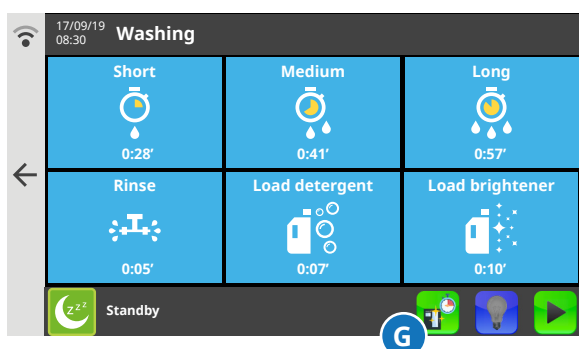 17/09/19
08:30
Washing
Short
Medium
Long
0:28′
0:41′
0:57′
Rinse
Load detergent
Load brightener
0:05′
0:07′
0:10′
zzz
Standby
G